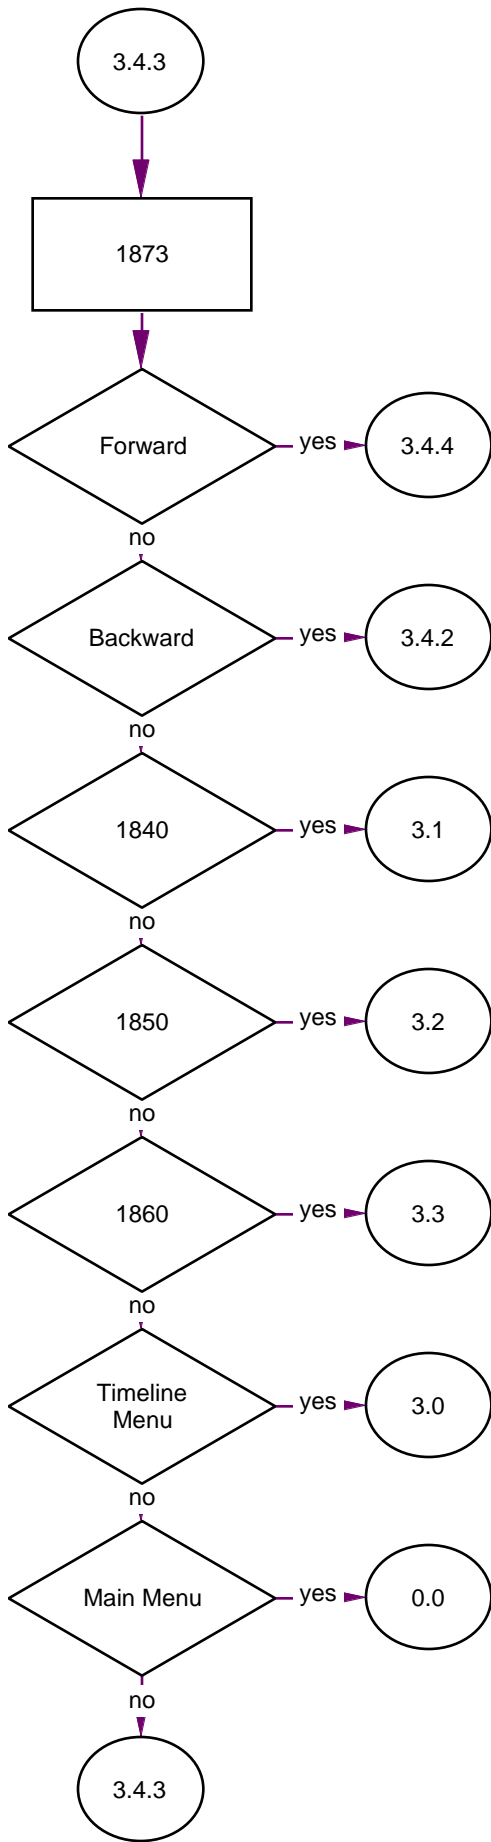 3.4.3
1873
Forward
yes
3.4.4
no
Backward
yes
3.4.2
no
1840
yes
3.1
no
1850
yes
3.2
no
1860
yes
3.3
no
Timeline
Menu
yes
3.0
no
Main Menu
yes
0.0
no
3.4.3